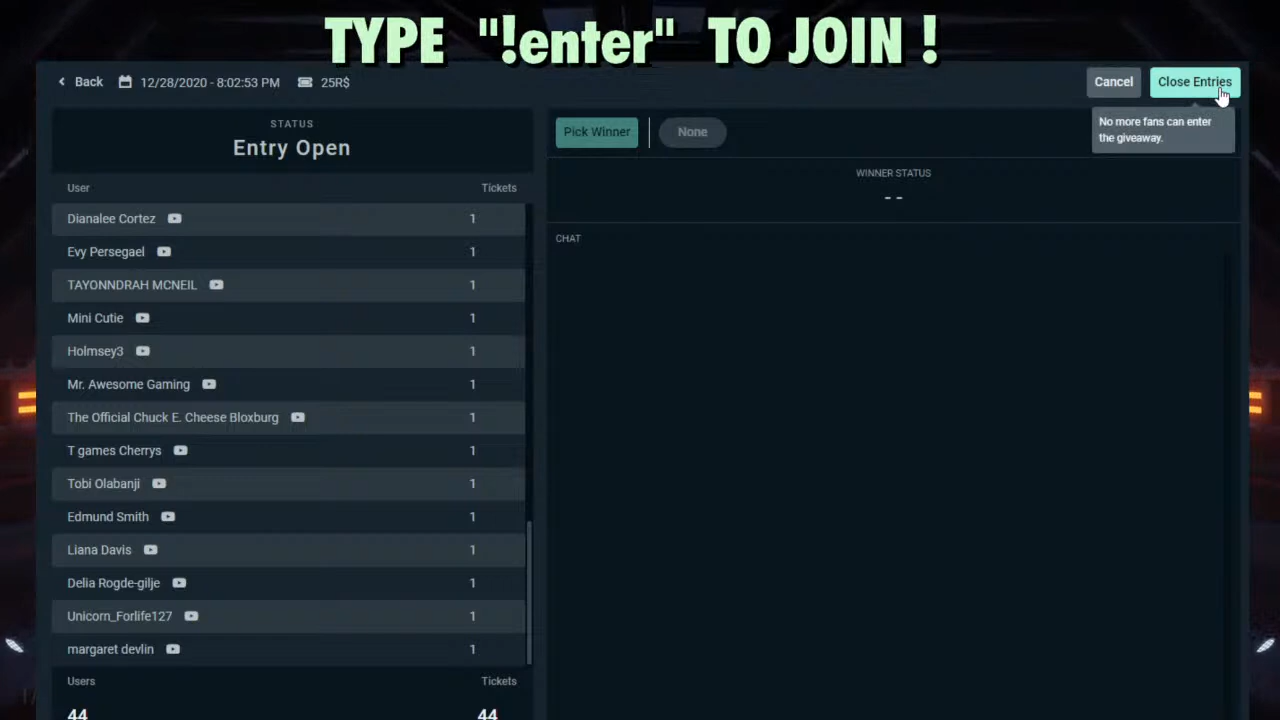 TYPE "!enter" TO JOIN !
Back 12/28/2020 - 8:02:53 PM 25R$
Cancel Close Entries
No more fans can enter
the giveaway.
STATUS
Entry Open
User Tickets
Dianalee Cortez 1
Evy Persegael 1
TAYONNDRAH MCNEIL 1
Mini Cutie 1
Holmsey3 1
Mr. Awesome Gaming 1
The Official Chuck E. Cheese Bloxburg 1
T games Cherrys 1
Tobi Olabanji 1
Edmund Smith 1
Liana Davis 1
Delia Rogde-gilje 1
Unicorn_Forlife127 1
margaret devlin 1
Users Tickets
44 44
Pick Winner None
WINNER STATUS
- -
CHAT